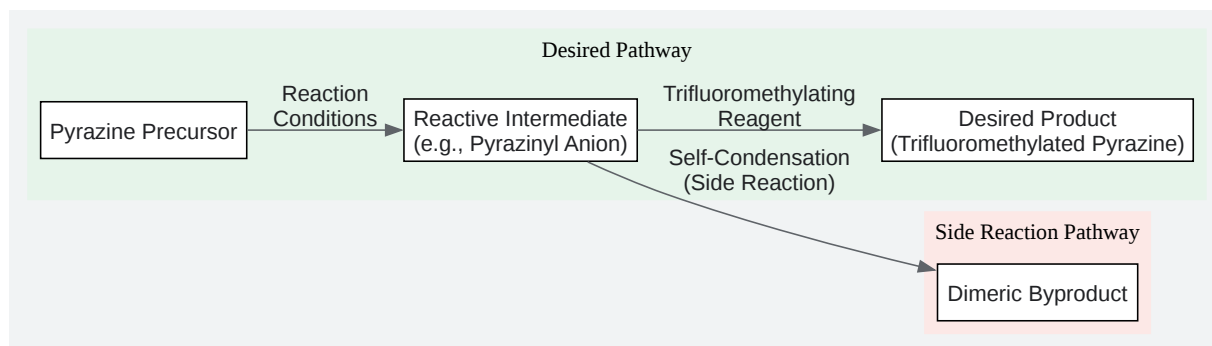 Desired Pathway
Pyrazine Precursor
Reaction
Conditions
Reactive Intermediate
(e.g., Pyrazinyl Anion)
Trifluoromethylating
Reagent
Desired Product
(Trifluoromethylated Pyrazine)
Self-Condensation
(Side Reaction)
Side Reaction Pathway
Dimeric Byproduct